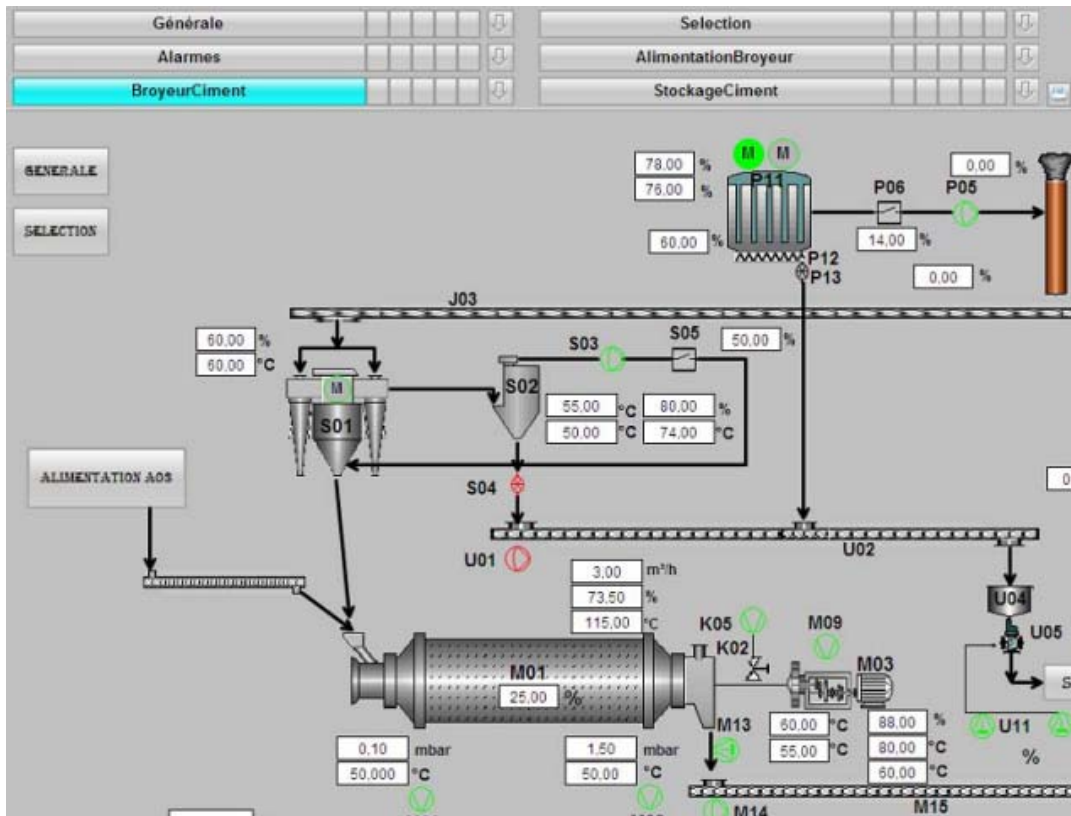 Générale
Selection
Alarmes
AlimentationBroyeur
BroyeurCiment
StockageCiment
GENERALE
SELECTION
78,00 %
76,00 %
60,00 %
M M
P11
P12
P13
P06
14,00 %
P05
0,00 %
0,00 %
J03
60,00 %
60,00 °C
M
S01
S02
S03
S05
50,00 %
55,00 °C
50,00 °C
80,00 %
74,00 °C
ALIMENTATION AOS
S04
U01
U02
3,00 m³/h
73,50 %
115,00 °C
K05
K02
M09
M03
U04
U05
S
M01
25,00 %
M13
60,00 °C
55,00 °C
88,00 %
80,00 °C
60,00 °C
U11
%
0,10 mbar
50,000 °C
1,50 mbar
50,00 °C
M14
M15